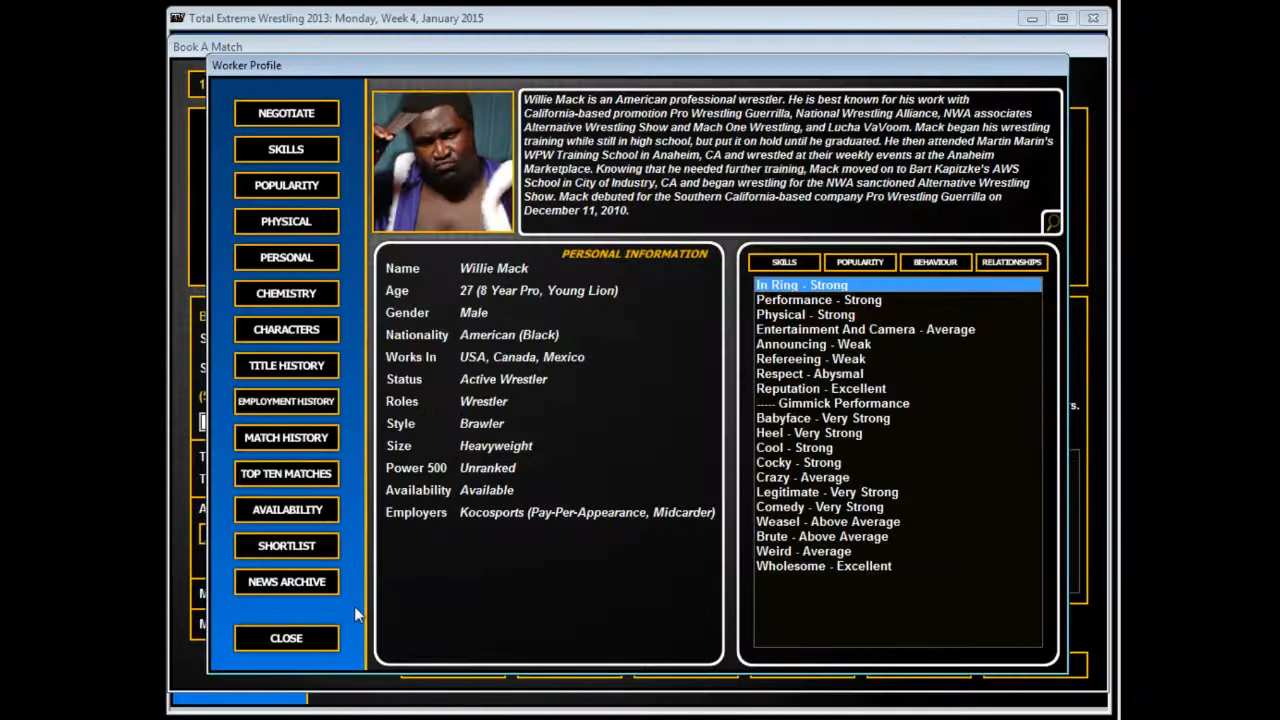 Total Extreme Wrestling 2013: Monday, Week 4, January 2015
Book A Match
Worker Profile
NEGOTIATE
SKILLS
POPULARITY
PHYSICAL
PERSONAL
CHEMISTRY
CHARACTERS
TITLE HISTORY
EMPLOYMENT HISTORY
MATCH HISTORY
TOP TEN MATCHES
AVAILABILITY
SHORTLIST
NEWS ARCHIVE
CLOSE
Willie Mack is an American professional wrestler. He is best known for his work with
California-based promotion Pro Wrestling Guerrilla, National Wrestling Alliance, NWA associates
Alternative Wrestling Show and Mach One Wrestling, and Lucha VaVoom. Mack began his wrestling
training while still in high school, but put it on hold until he graduated. He then attended Martin Marin's
WPW Training School in Anaheim, CA and wrestled at their weekly events at the Anaheim
Marketplace. Knowing that he needed further training, Mack moved on to Bart Kapitzke's AWS
School in City of Industry, CA and began wrestling for the NWA sanctioned Alternative Wrestling
Show. Mack debuted for the Southern California-based company Pro Wrestling Guerrilla on
December 11, 2010.
PERSONAL INFORMATION
Name Willie Mack
Age 27 (8 Year Pro, Young Lion)
Gender Male
Nationality American (Black)
Works In USA, Canada, Mexico
Status Active Wrestler
Roles Wrestler
Style Brawler
Size Heavyweight
Power 500 Unranked
Availability Available
Employers Kocosports (Pay-Per-Appearance, Midcarder)
SKILLS POPULARITY BEHAVIOUR RELATIONSHIPS
In Ring - Strong
Performance - Strong
Physical - Strong
Entertainment And Camera - Average
Announcing - Weak
Refereeing - Weak
Respect - Abysmal
Reputation - Excellent
----- Gimmick Performance
Babyface - Very Strong
Heel - Very Strong
Cool - Strong
Cocky - Strong
Crazy - Average
Legitimate - Very Strong
Comedy - Very Strong
Weasel - Above Average
Brute - Above Average
Weird - Average
Wholesome - Excellent